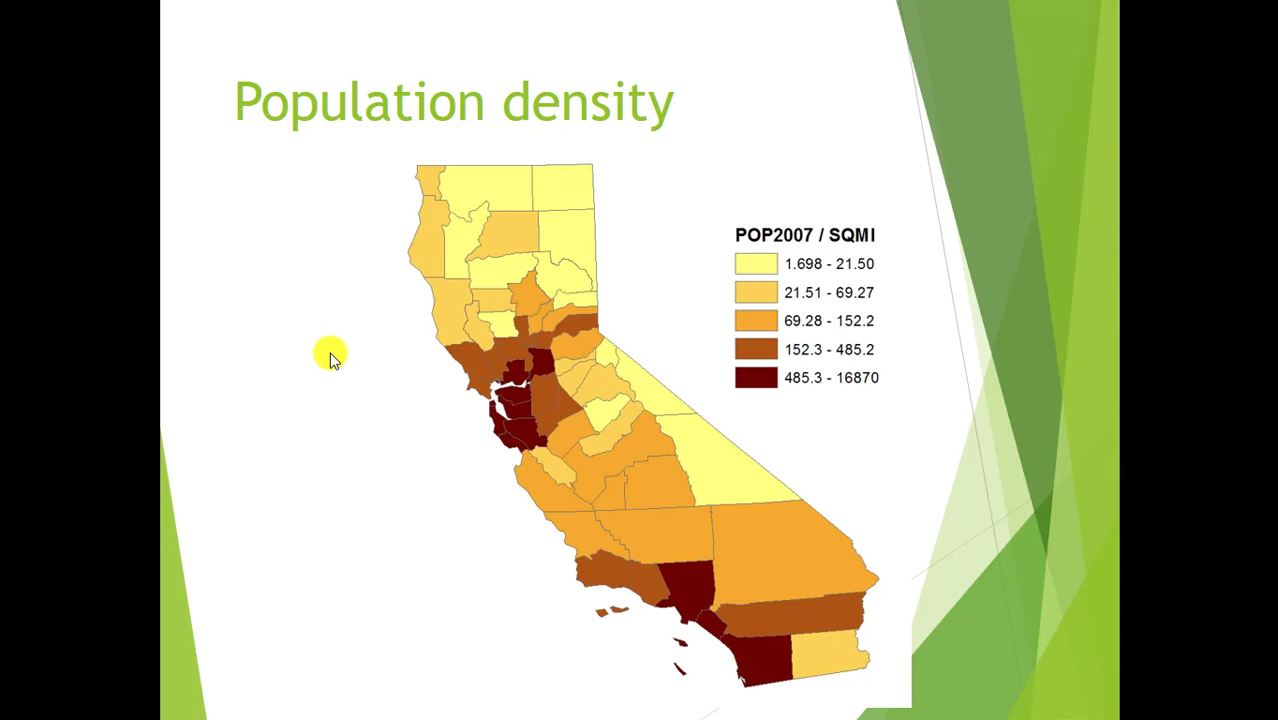 Population density
POP2007 / SQMI
1.698 - 21.50
21.51 - 69.27
69.28 - 152.2
152.3 - 485.2
485.3 - 16870